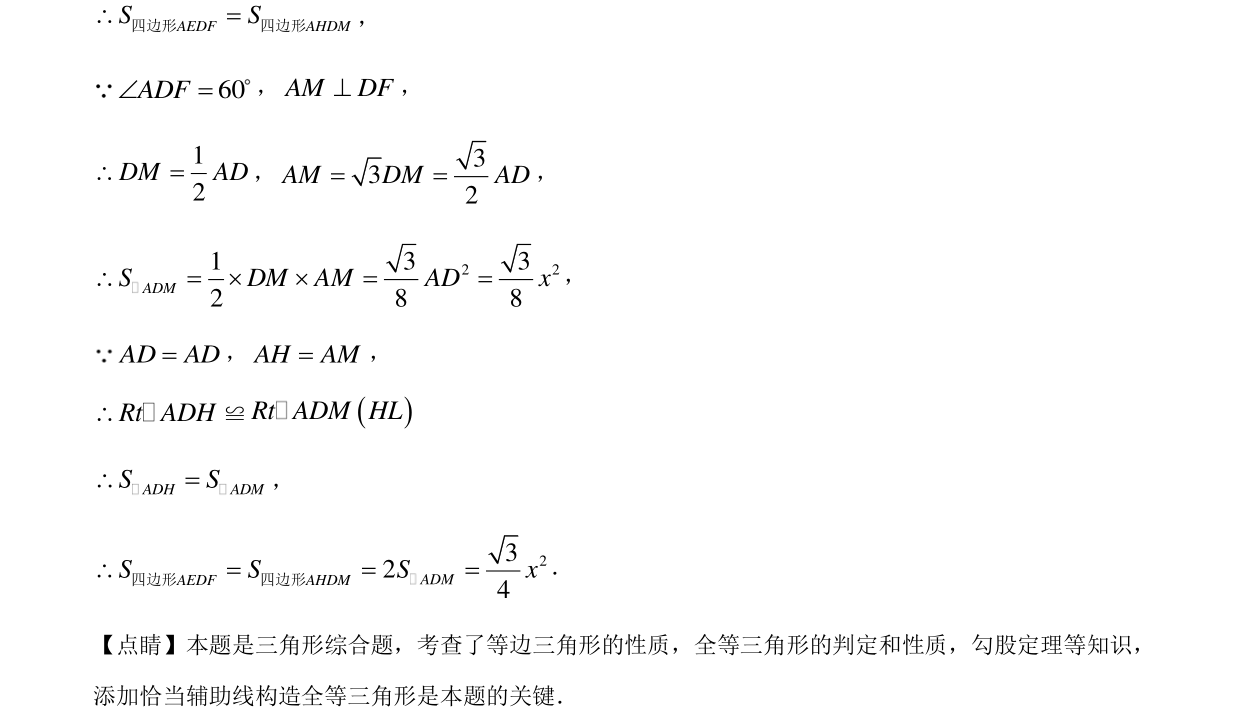 ∴S四边形AEDF = S四边形AHDM，
∵∠ADF = 60°，AM ⊥ DF，
∴DM = 1/2 AD，AM = √3DM = √3/2 AD，
∴S□ADM = 1/2 × DM × AM = √3/8 AD² = √3/8 x²，
∵AD = AD，AH = AM，
∴Rt□ADH ≌ Rt□ADM(HL)
∴S□ADH = S□ADM，
∴S四边形AEDF = S四边形AHDM = 2S□ADM = √3/4 x²．
【点睛】本题是三角形综合题，考查了等边三角形的性质，全等三角形的判定和性质，勾股定理等知识，
添加恰当辅助线构造全等三角形是本题的关键．